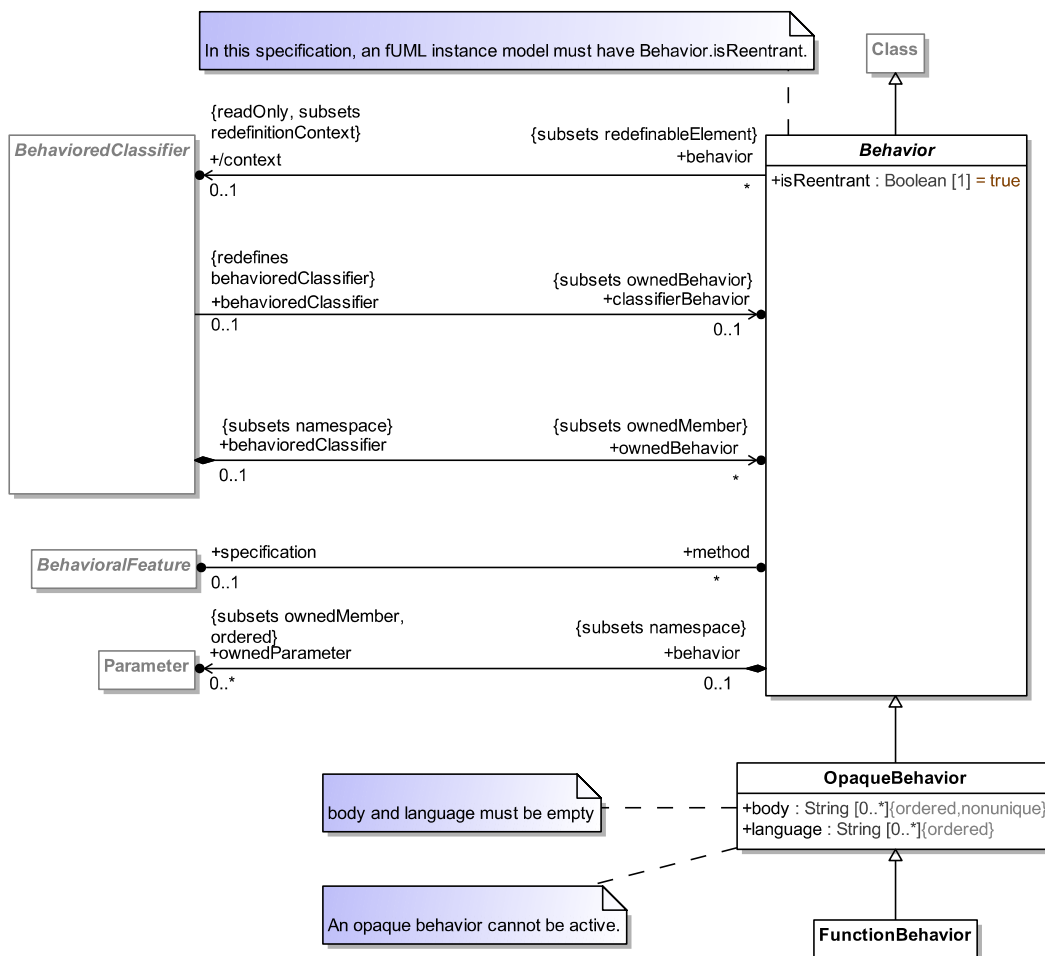 In this specification, an fUML instance model must have Behavior.isReentrant.
Class
{readOnly, subsets
redefinitionContext}
+/context
0..1
{subsets redefinableElement}
+behavior
*
BehavioredClassifier
Behavior
+isReentrant : Boolean [1] = true
{redefines
behavioredClassifier}
+behavioredClassifier
0..1
{subsets ownedBehavior}
+classifierBehavior
0..1
{subsets namespace}
+behavioredClassifier
0..1
{subsets ownedMember}
+ownedBehavior
*
BehavioralFeature
+specification
0..1
+method
*
{subsets ownedMember,
ordered}
+ownedParameter
0..*
{subsets namespace}
+behavior
0..1
Parameter
OpaqueBehavior
+body : String [0..*]{ordered,nonunique}
+language : String [0..*]{ordered}
body and language must be empty
An opaque behavior cannot be active.
FunctionBehavior